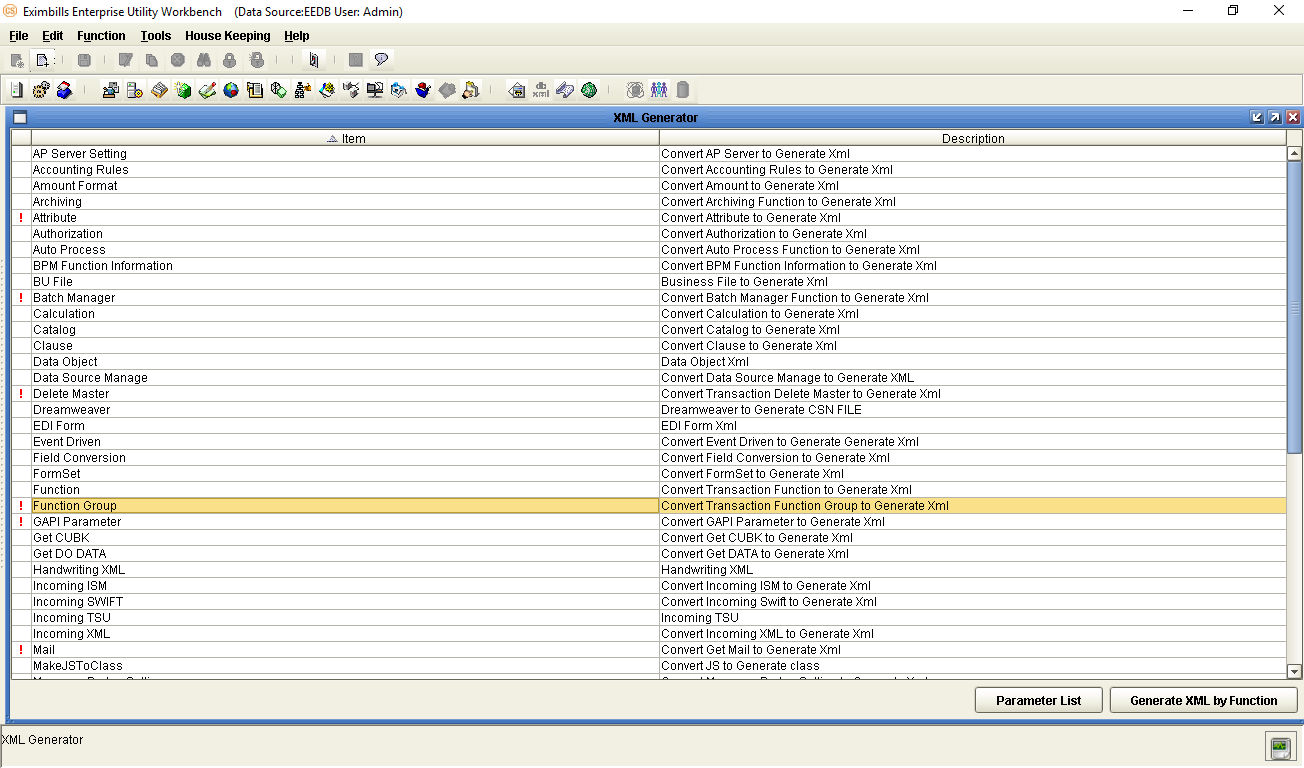 CS Eximbills Enterprise Utility Workbench (Data Source:EEDB User: Admin)
File Edit Function Tools House Keeping Help
db xml
XML Generator
Item Description
AP Server Setting Convert AP Server to Generate Xml
Accounting Rules Convert Accounting Rules to Generate Xml
Amount Format Convert Amount to Generate Xml
Archiving Convert Archiving Function to Generate Xml
! Attribute Convert Attribute to Generate Xml
Authorization Convert Authorization to Generate Xml
Auto Process Convert Auto Process Function to Generate Xml
BPM Function Information Convert BPM Function Information to Generate Xml
BU File Business File to Generate Xml
! Batch Manager Convert Batch Manager Function to Generate Xml
Calculation Convert Calculation to Generate Xml
Catalog Convert Catalog to Generate Xml
Clause Convert Clause to Generate Xml
Data Object Data Object Xml
Data Source Manage Convert Data Source Manage to Generate XML
! Delete Master Convert Transaction Delete Master to Generate Xml
Dreamweaver Dreamweaver to Generate CSN FILE
EDI Form EDI Form Xml
Event Driven Convert Event Driven to Generate Generate Xml
Field Conversion Convert Field Conversion to Generate Xml
FormSet Convert FormSet to Generate Xml
Function Convert Transaction Function to Generate Xml
! Function Group Convert Transaction Function Group to Generate Xml
! GAPI Parameter Convert GAPI Parameter to Generate Xml
Get CUBK Convert Get CUBK to Generate Xml
Get DO DATA Convert Get DATA to Generate Xml
Handwriting XML Handwriting XML
Incoming ISM Convert Incoming ISM to Generate Xml
Incoming SWIFT Convert Incoming Swift to Generate Xml
Incoming TSU Incoming TSU
Incoming XML Convert Incoming XML to Generate Xml
! Mail Convert Get Mail to Generate Xml
MakeJSToClass Convert JS to Generate class
Parameter List Generate XML by Function
XML Generator